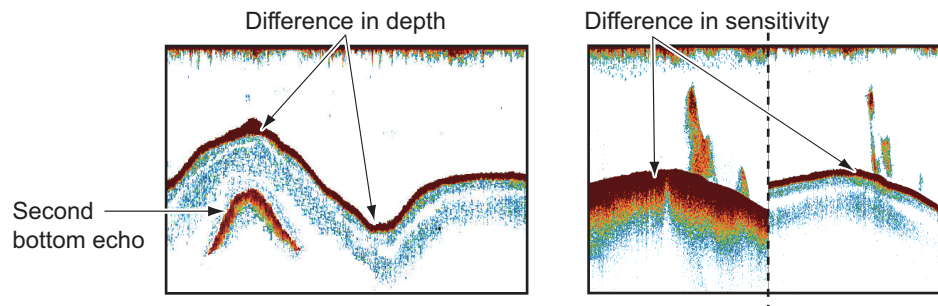 Difference in depth
Difference in sensitivity
Second
bottom echo